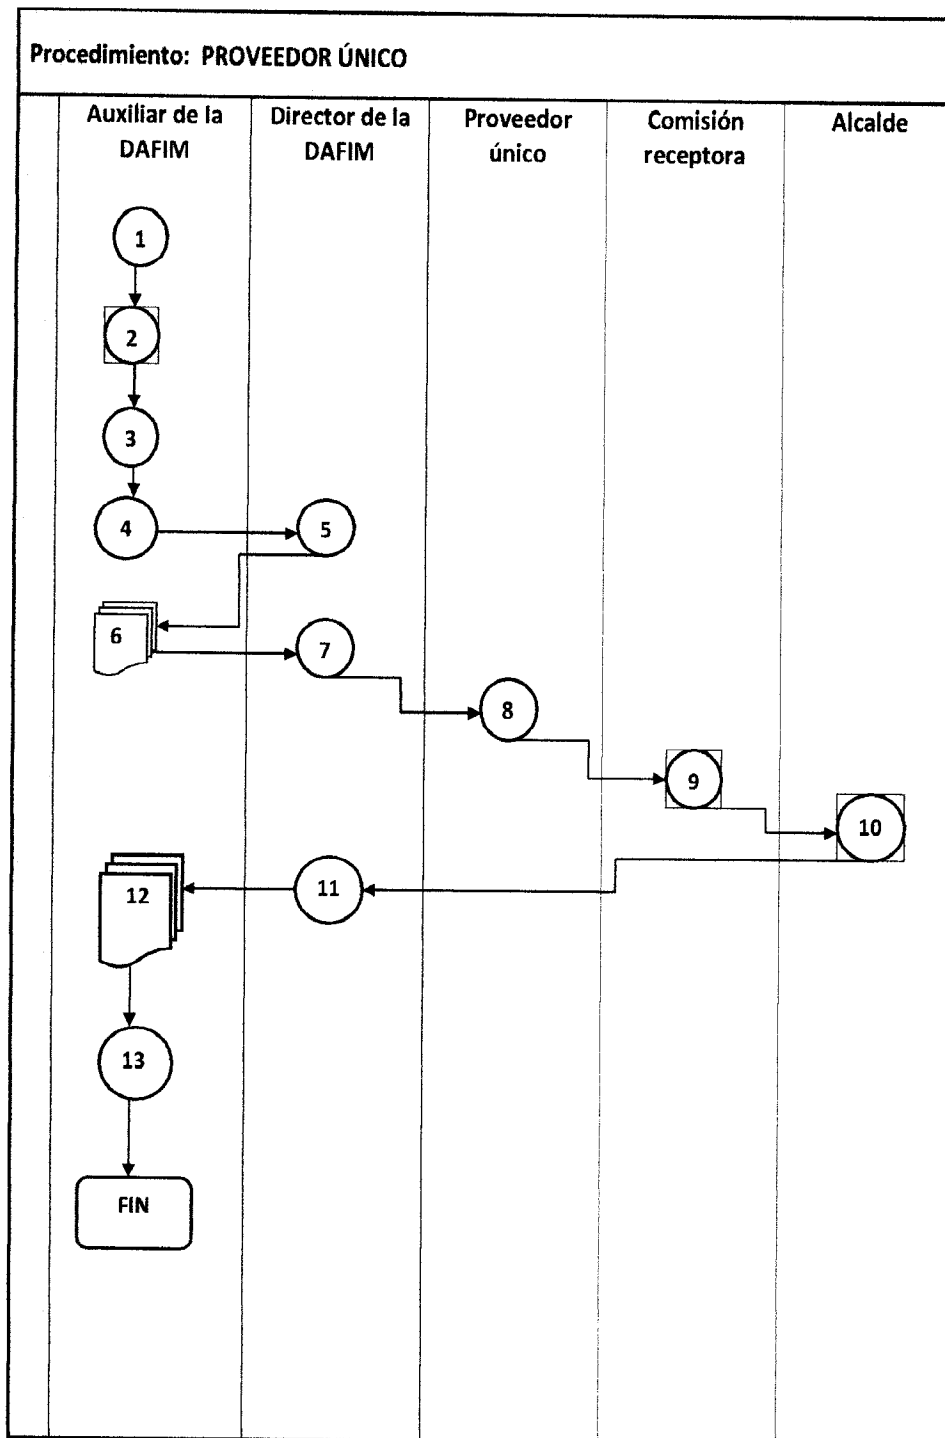 Procedimiento: PROVEEDOR ÚNICO
Auxiliar de la DAFIM
Director de la DAFIM
Proveedor único
Comisión receptora
Alcalde
1
2
3
4
5
6
7
8
9
10
11
12
13
FIN